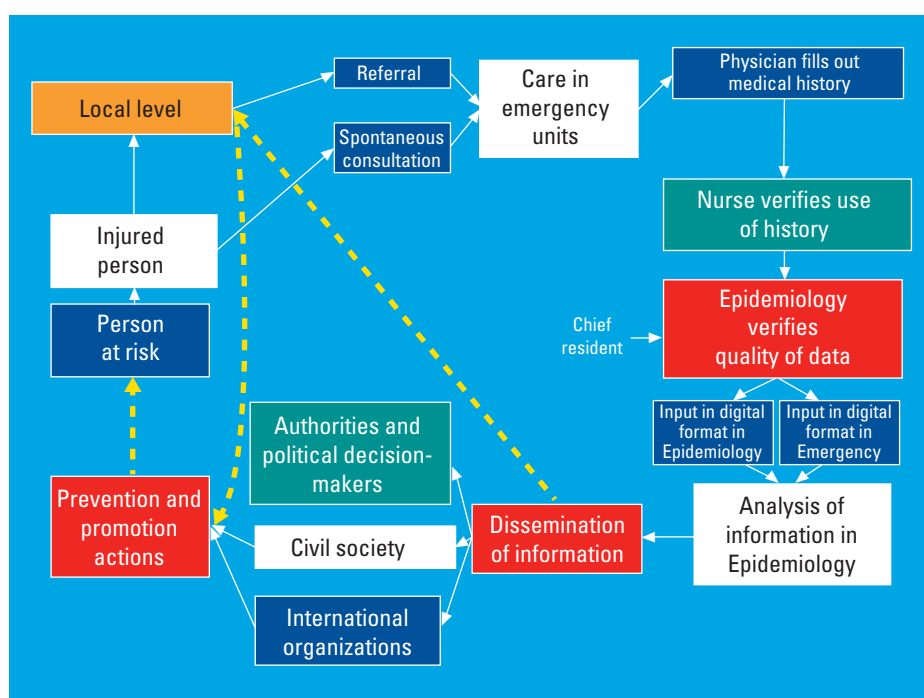 Local level
Referral
Spontaneous
consultation
Care in
emergency
units
Physician fills out
medical history
Nurse verifies use
of history
Injured
person
Person
at risk
Chief
resident
Epidemiology
verifies
quality of data
Input in digital
format in
Epidemiology
Input in digital
format in
Emergency
Authorities and
political decision-
makers
Prevention and
promotion
actions
Civil society
Dissemination
of information
Analysis of
information in
Epidemiology
International
organizations